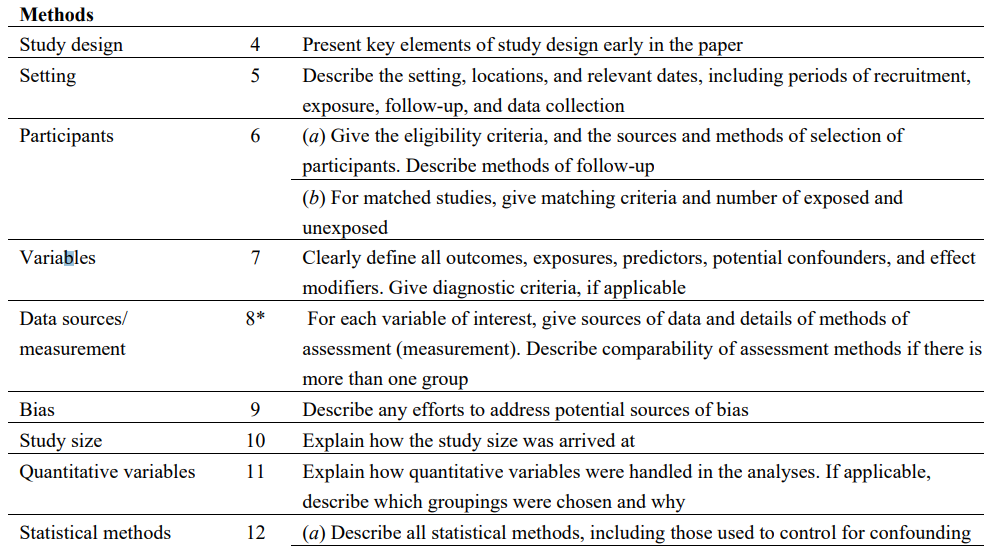 Methods
Study design 4 Present key elements of study design early in the paper
Setting 5 Describe the setting, locations, and relevant dates, including periods of recruitment,
exposure, follow-up, and data collection
Participants 6 (a) Give the eligibility criteria, and the sources and methods of selection of
participants. Describe methods of follow-up
(b) For matched studies, give matching criteria and number of exposed and
unexposed
Variables 7 Clearly define all outcomes, exposures, predictors, potential confounders, and effect
modifiers. Give diagnostic criteria, if applicable
Data sources/ 8* For each variable of interest, give sources of data and details of methods of
measurement assessment (measurement). Describe comparability of assessment methods if there is
more than one group
Bias 9 Describe any efforts to address potential sources of bias
Study size 10 Explain how the study size was arrived at
Quantitative variables 11 Explain how quantitative variables were handled in the analyses. If applicable,
describe which groupings were chosen and why
Statistical methods 12 (a) Describe all statistical methods, including those used to control for confounding